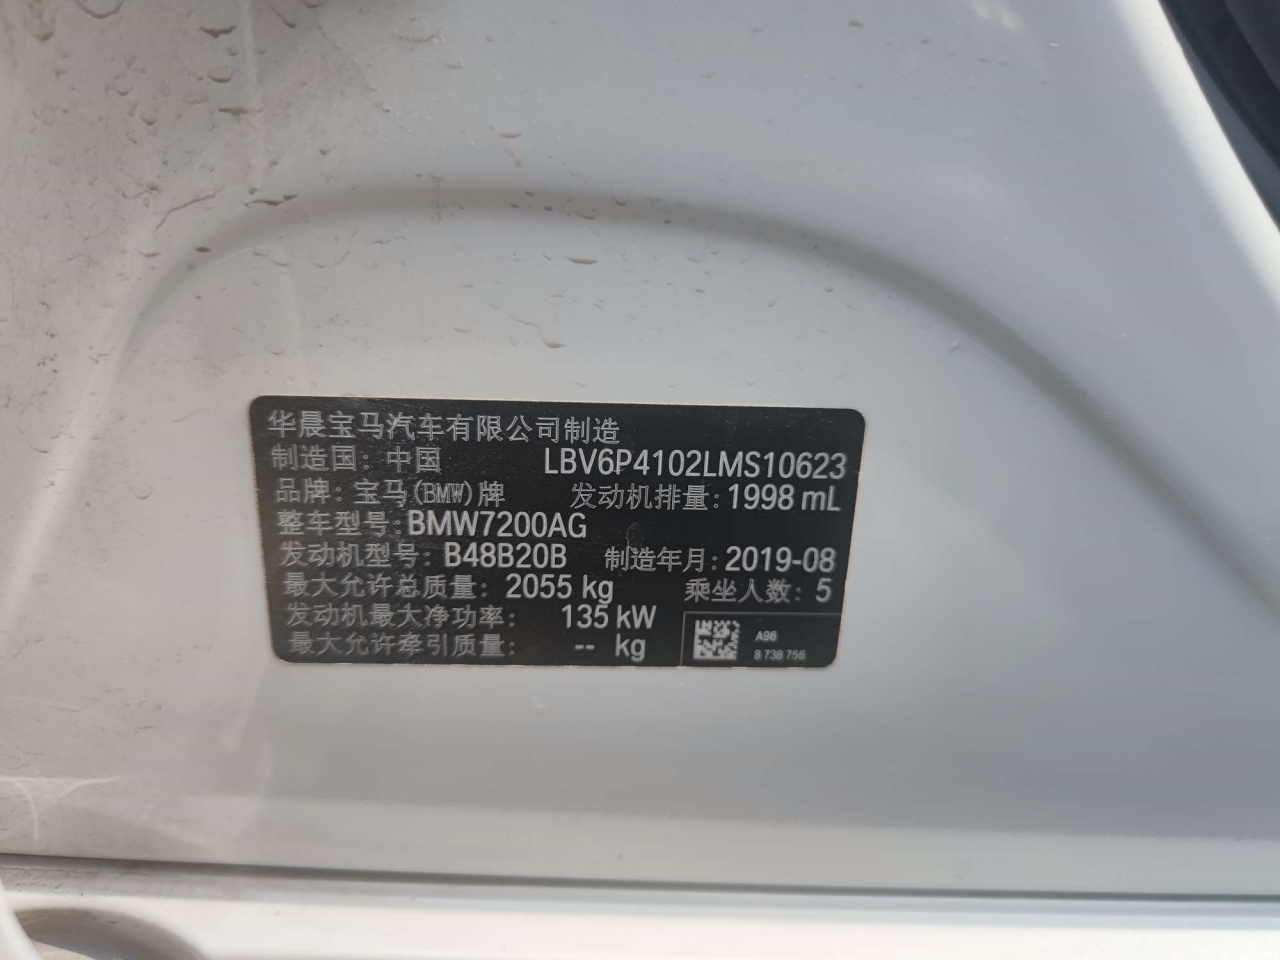 华晨宝马汽车有限公司制造
制造国：中国 LBV6P4102LMS10623
品牌：宝马(BMW)牌 发动机排量：1998 mL
整车型号：BMW7200AG
发动机型号：B48B20B 制造年月：2019-08
最大允许总质量：2055 kg 乘坐人数：5
发动机最大净功率：135 kW
最大允许牵引质量：-- kg
A96
8 738 756